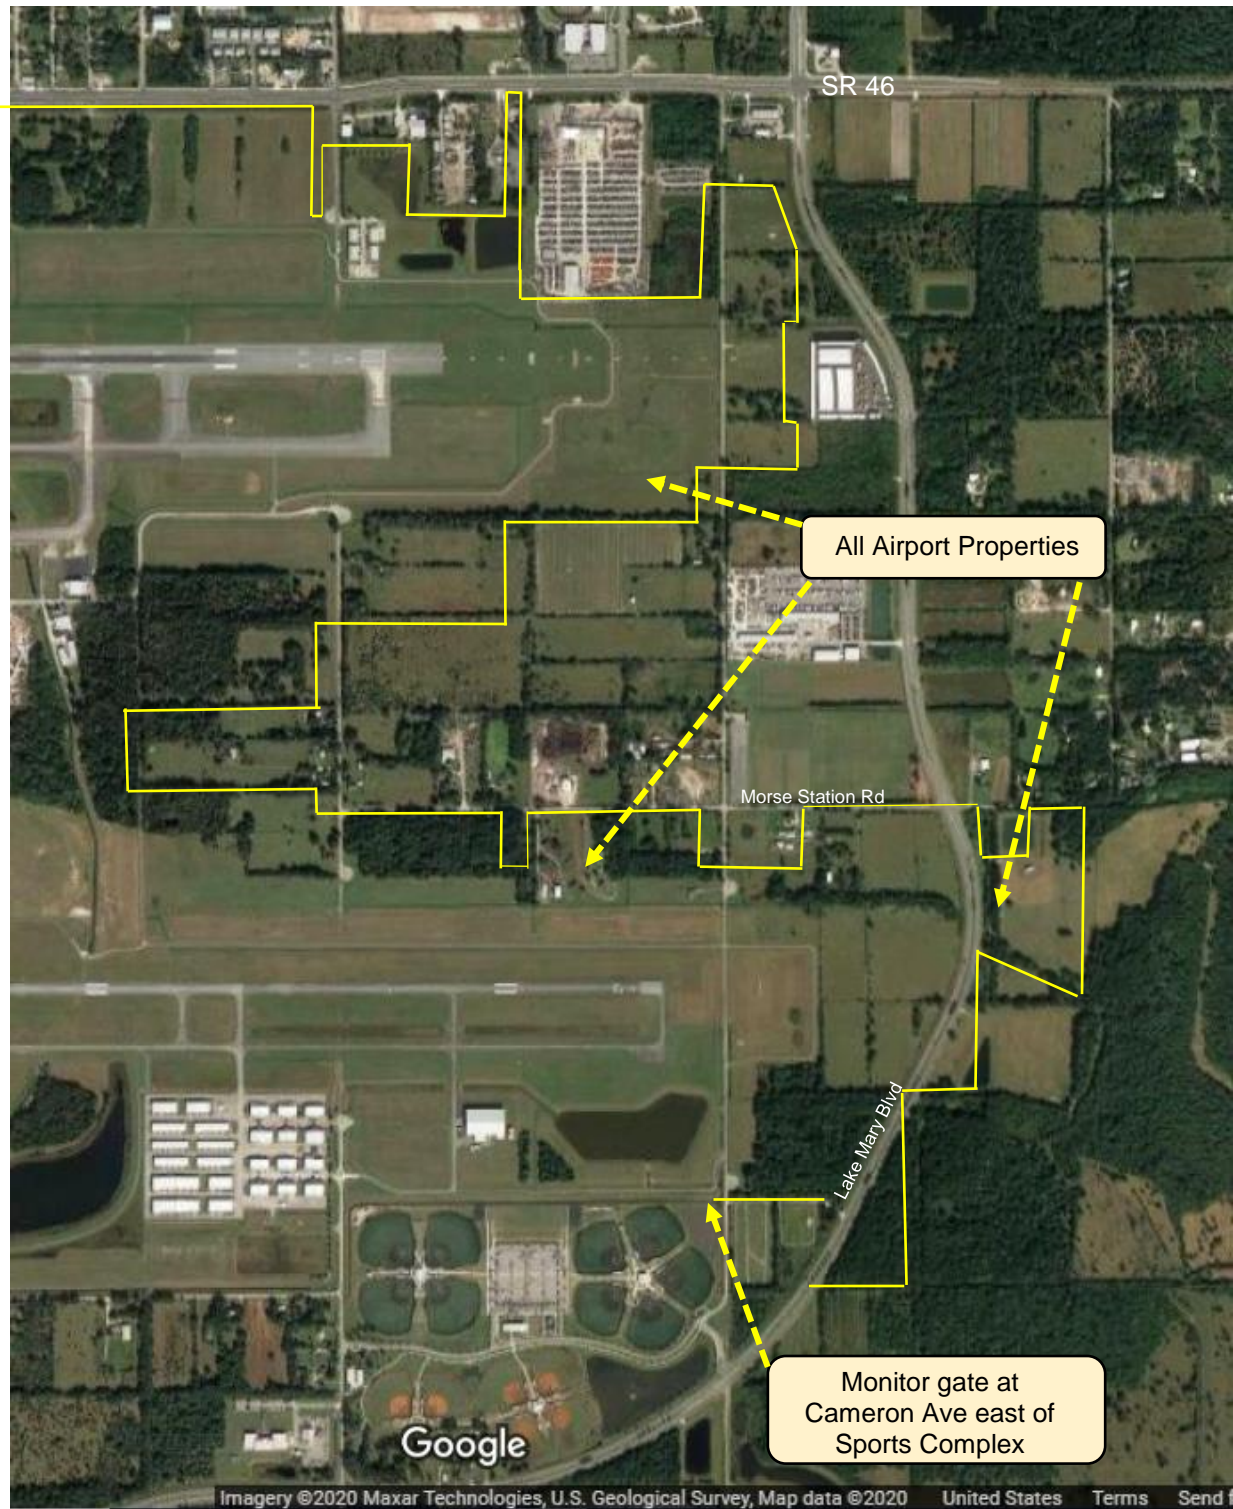 SR 46
All Airport Properties
Morse Station Rd
Lake Mary Blvd
Monitor gate at
Cameron Ave east of
Sports Complex
Google
Imagery ©2020 Maxar Technologies, U.S. Geological Survey, Map data ©2020 United States Terms Send f